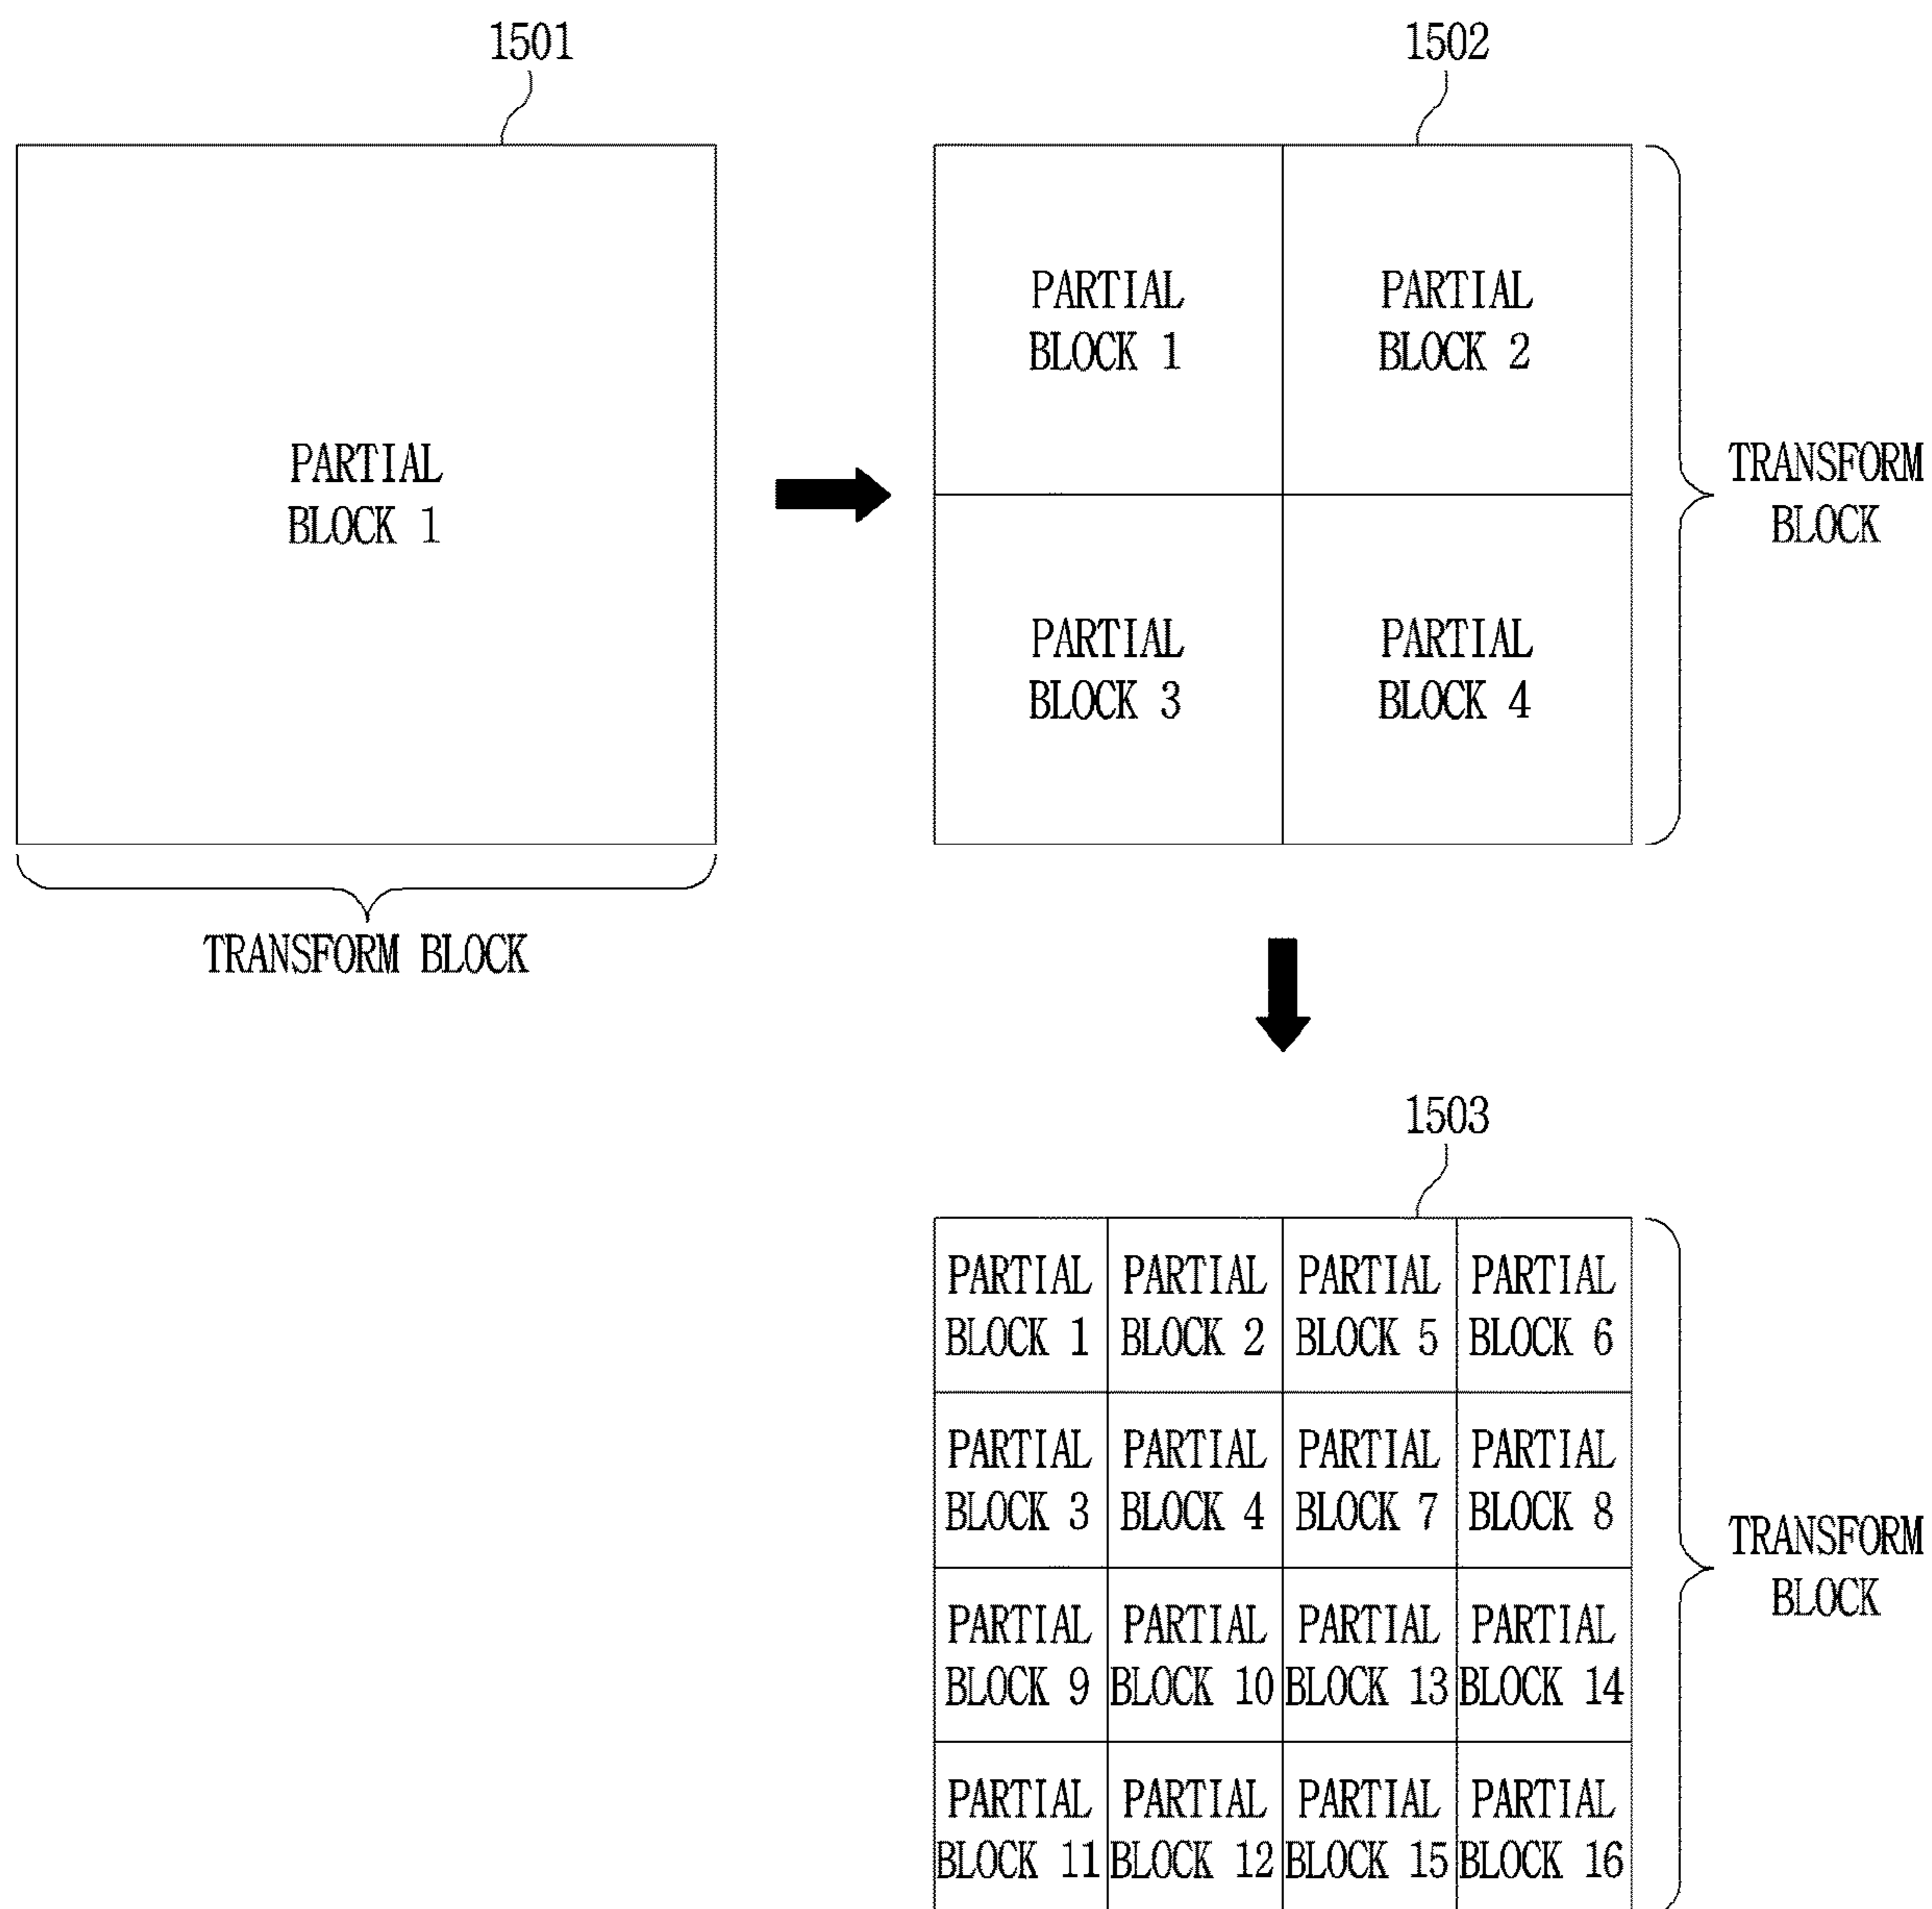 1501
PARTIAL
BLOCK 1
TRANSFORM BLOCK
1502
PARTIAL
BLOCK 1
PARTIAL
BLOCK 2
PARTIAL
BLOCK 3
PARTIAL
BLOCK 4
TRANSFORM
BLOCK
1503
PARTIAL
BLOCK 1
PARTIAL
BLOCK 2
PARTIAL
BLOCK 5
PARTIAL
BLOCK 6
PARTIAL
BLOCK 3
PARTIAL
BLOCK 4
PARTIAL
BLOCK 7
PARTIAL
BLOCK 8
PARTIAL
BLOCK 9
PARTIAL
BLOCK 10
PARTIAL
BLOCK 13
PARTIAL
BLOCK 14
PARTIAL
BLOCK 11
PARTIAL
BLOCK 12
PARTIAL
BLOCK 15
PARTIAL
BLOCK 16
TRANSFORM
BLOCK